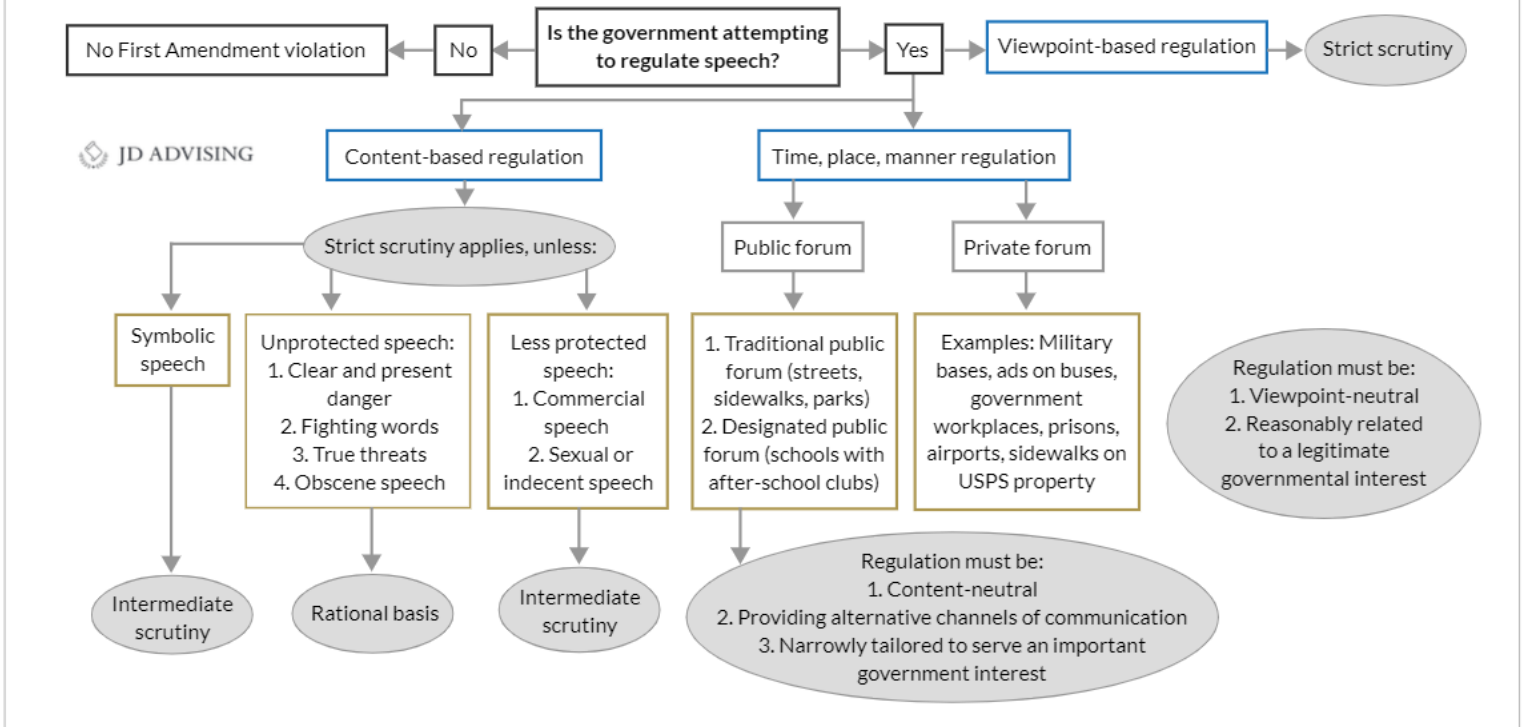 No First Amendment violation
No
Is the government attempting
to regulate speech?
Yes
Viewpoint-based regulation
Strict scrutiny
JD ADVISING
Content-based regulation
Time, place, manner regulation
Strict scrutiny applies, unless:
Public forum
Private forum
Symbolic
speech
Unprotected speech:
1. Clear and present
danger
2. Fighting words
3. True threats
4. Obscene speech
Less protected
speech:
1. Commercial
speech
2. Sexual or
indecent speech
1. Traditional public
forum (streets,
sidewalks, parks)
2. Designated public
forum (schools with
after-school clubs)
Examples: Military
bases, ads on buses,
government
workplaces, prisons,
airports, sidewalks on
USPS property
Regulation must be:
1. Viewpoint-neutral
2. Reasonably related
to a legitimate
governmental interest
Intermediate
scrutiny
Rational basis
Intermediate
scrutiny
Regulation must be:
1. Content-neutral
2. Providing alternative channels of communication
3. Narrowly tailored to serve an important
government interest